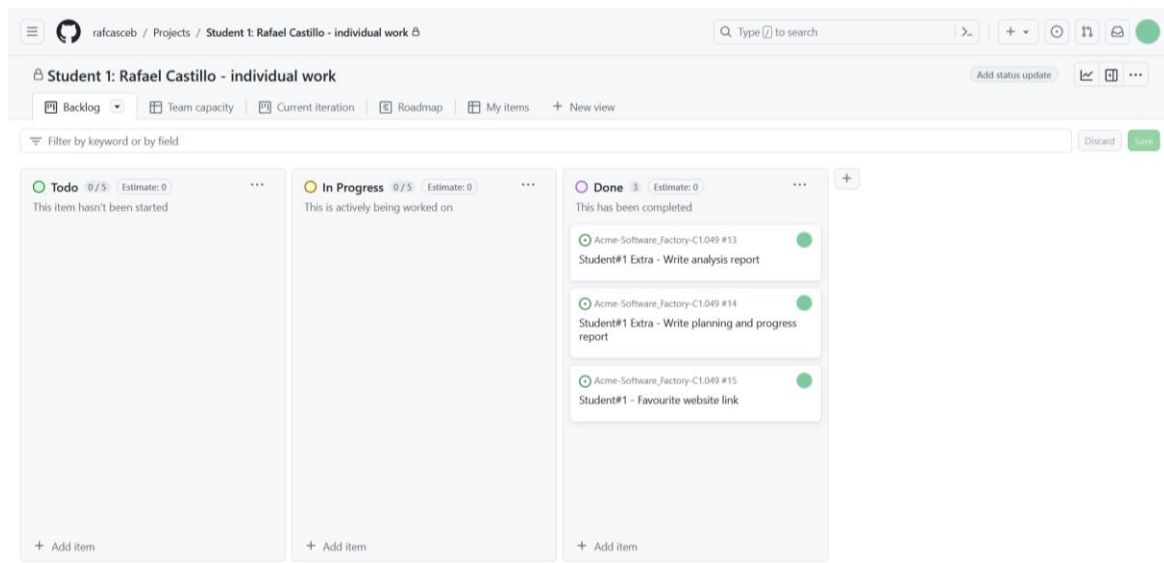 rafcasceb / Projects / Student 1: Rafael Castillo - individual work
Type / to search
Student 1: Rafael Castillo - individual work
Add status update
Backlog
Team capacity
Current iteration
Roadmap
My items
+ New view
Filter by keyword or by field
Discard
Save
Todo 0 / 5 Estimate: 0
This item hasn't been started
In Progress 0 / 5 Estimate: 0
This is actively being worked on
Done 3 Estimate: 0
This has been completed
Acme-Software_Factory-C1.049 #13
Student#1 Extra - Write analysis report
Acme-Software_Factory-C1.049 #14
Student#1 Extra - Write planning and progress
report
Acme-Software_Factory-C1.049 #15
Student#1 - Favourite website link
+ Add item
+ Add item
+ Add item